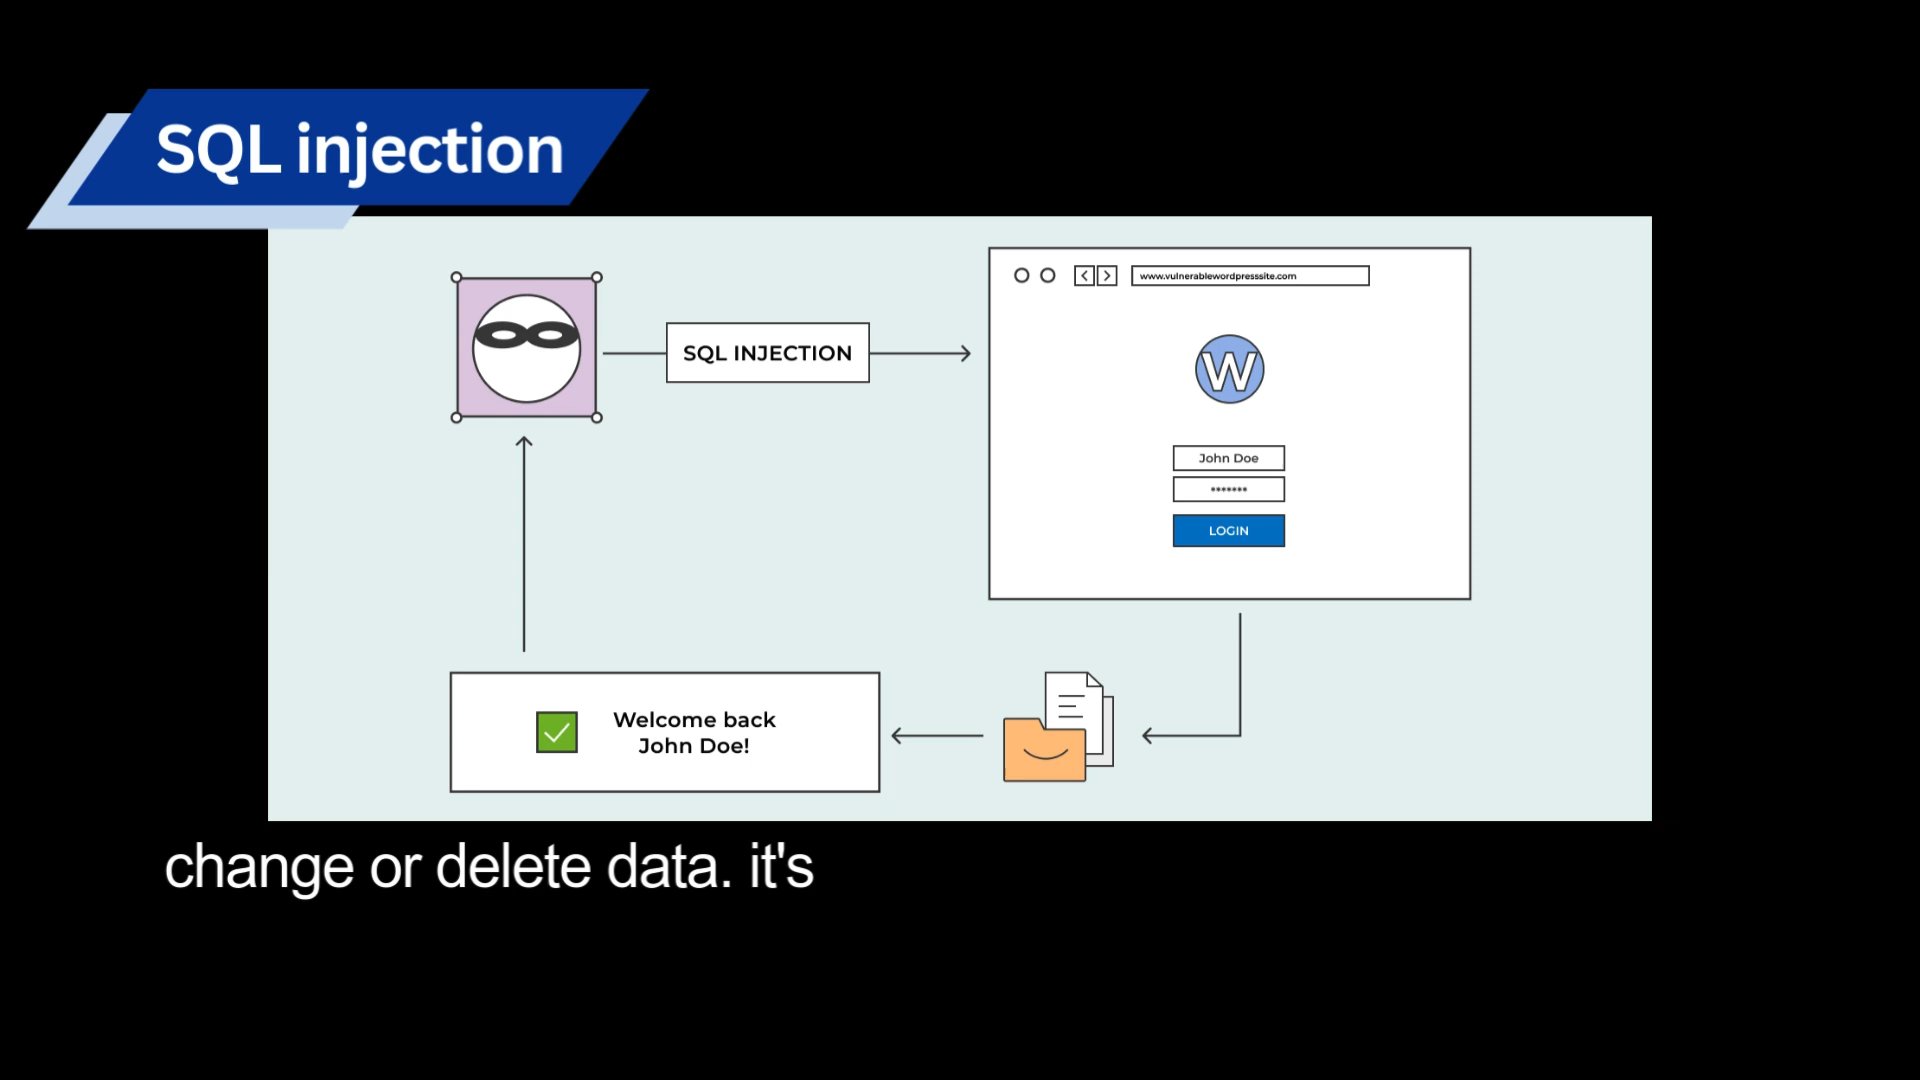 SQL injection
SQL INJECTION
www.vulnerablewordpresssite.com
W
John Doe
*******
LOGIN
Welcome back
John Doe!
change or delete data. it's